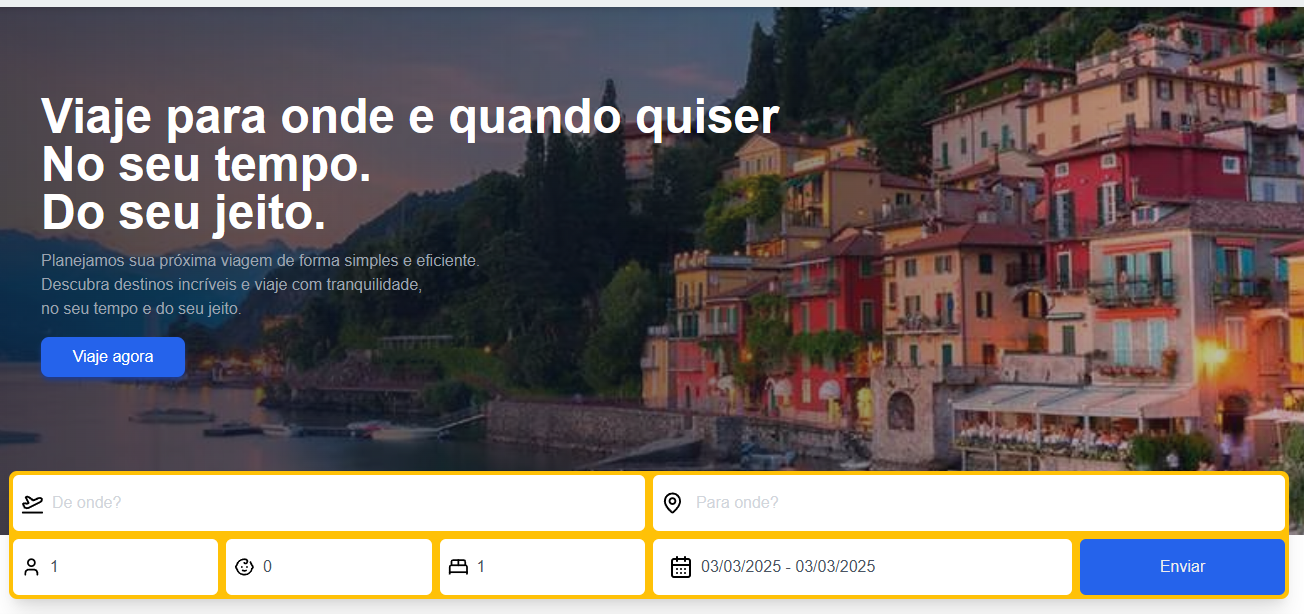 Viaje para onde e quando quiser
No seu tempo.
Do seu jeito.
Planejamos sua próxima viagem de forma simples e eficiente.
Descubra destinos incríveis e viaje com tranquilidade,
no seu tempo e do seu jeito.
Viaje agora
De onde?
Para onde?
1
0
1
03/03/2025 - 03/03/2025
Enviar